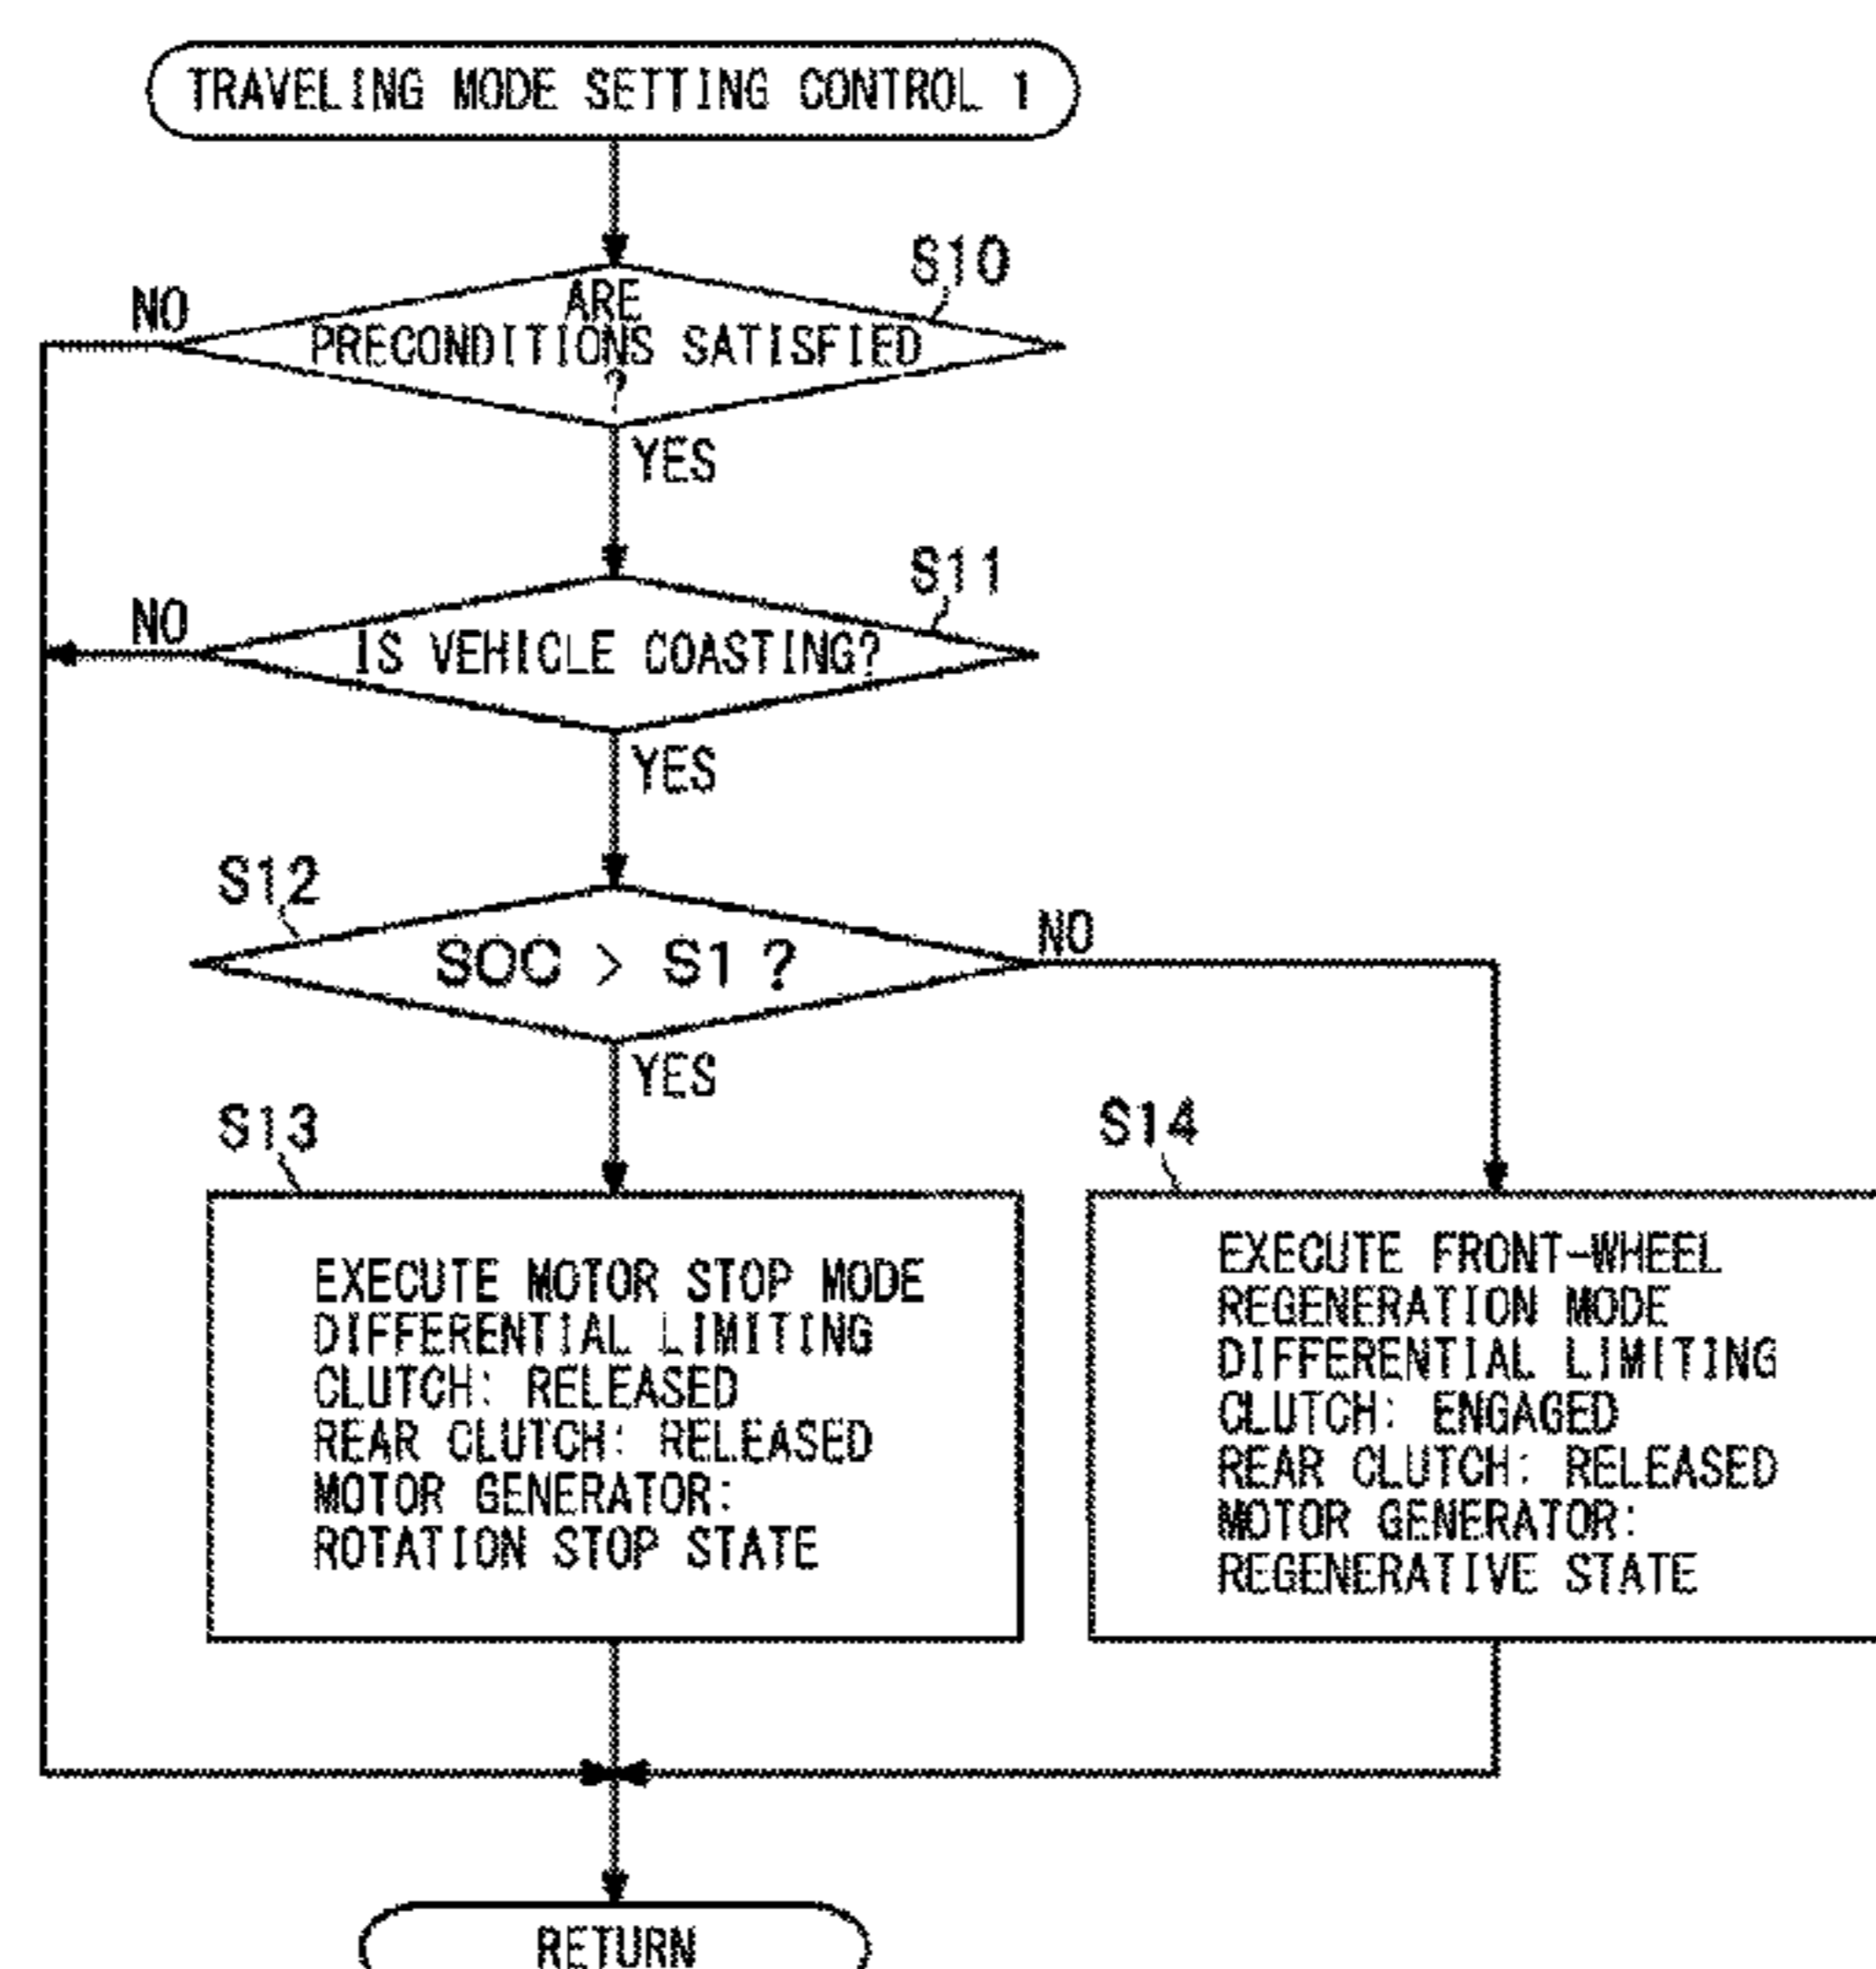 TRAVELING MODE SETTING CONTROL 1
S10
NO
ARE
PRECONDITIONS SATISFIED
?
YES
S11
NO
IS VEHICLE COASTING?
YES
S12
NO
SOC > S1 ?
YES
S13
EXECUTE MOTOR STOP MODE
DIFFERENTIAL LIMITING
CLUTCH: RELEASED
REAR CLUTCH: RELEASED
MOTOR GENERATOR:
ROTATION STOP STATE
S14
EXECUTE FRONT-WHEEL
REGENERATION MODE
DIFFERENTIAL LIMITING
CLUTCH: ENGAGED
REAR CLUTCH: RELEASED
MOTOR GENERATOR:
REGENERATIVE STATE
RETURN